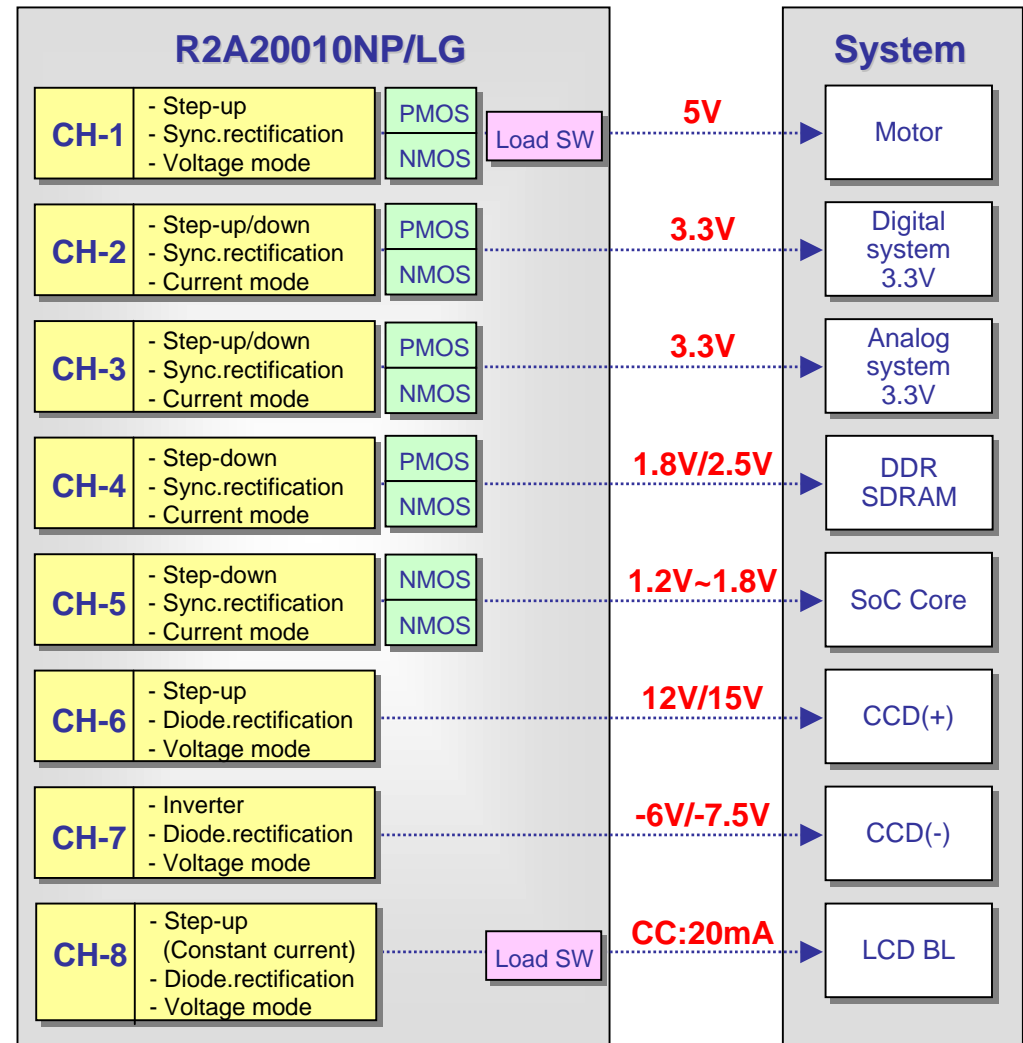 R2A20010NP/LG
System
CH-1
- Step-up
- Sync.rectification
- Voltage mode
PMOS
NMOS
Load SW
5V
Motor
CH-2
- Step-up/down
- Sync.rectification
- Current mode
PMOS
NMOS
3.3V
Digital
system
3.3V
CH-3
- Step-up/down
- Sync.rectification
- Current mode
PMOS
NMOS
3.3V
Analog
system
3.3V
CH-4
- Step-down
- Sync.rectification
- Current mode
PMOS
NMOS
1.8V/2.5V
DDR
SDRAM
CH-5
- Step-down
- Sync.rectification
- Current mode
NMOS
NMOS
1.2V~1.8V
SoC Core
CH-6
- Step-up
- Diode.rectification
- Voltage mode
12V/15V
CCD(+)
CH-7
- Inverter
- Diode.rectification
- Voltage mode
-6V/-7.5V
CCD(-)
CH-8
- Step-up
(Constant current)
- Diode.rectification
- Voltage mode
Load SW
CC:20mA
LCD BL